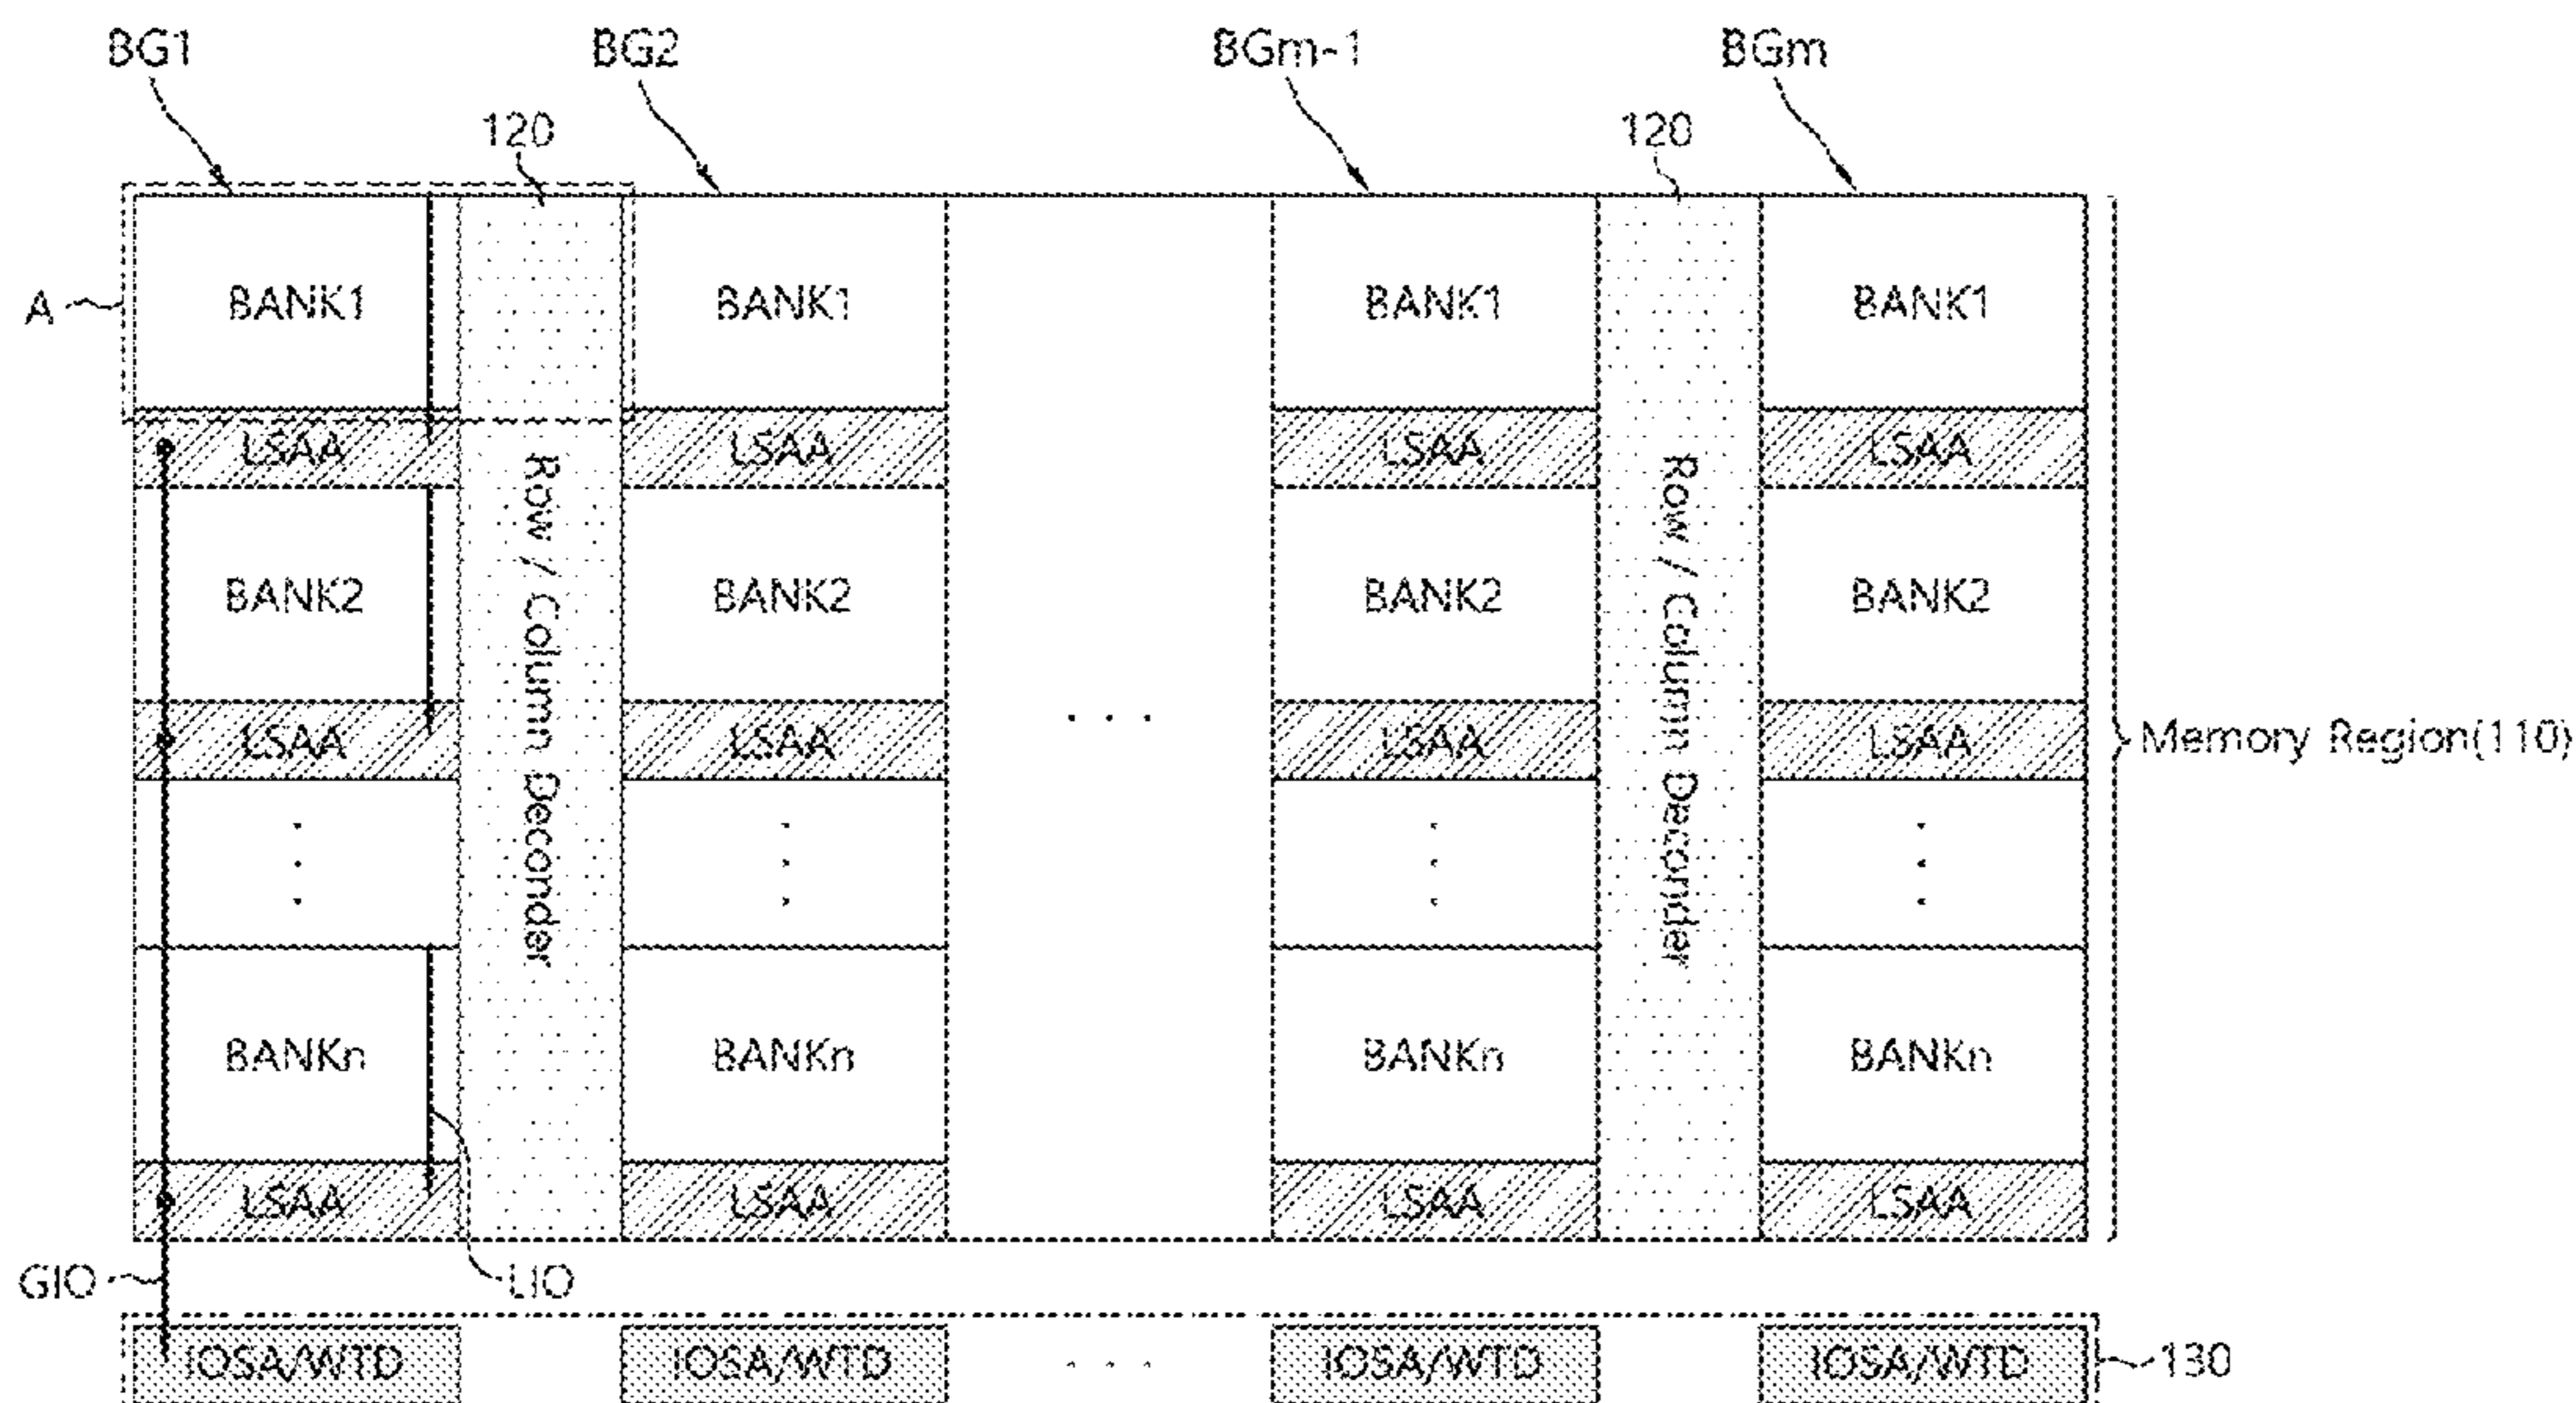 BG1 BG2 BGm-1 BGm
120 120
A BANK1 BANK1 BANK1 BANK1
LSAA LSAA LSAA LSAA
Row / Column Deconder Row / Column Deconder
BANK2 BANK2 BANK2 BANK2
. . .
LSAA LSAA LSAA LSAA
Memory Region(110)
BANKn BANKn BANKn BANKn
LSAA LSAA LSAA LSAA
GIO LIO
IOSA/WTD IOSA/WTD . . . IOSA/WTD IOSA/WTD 130